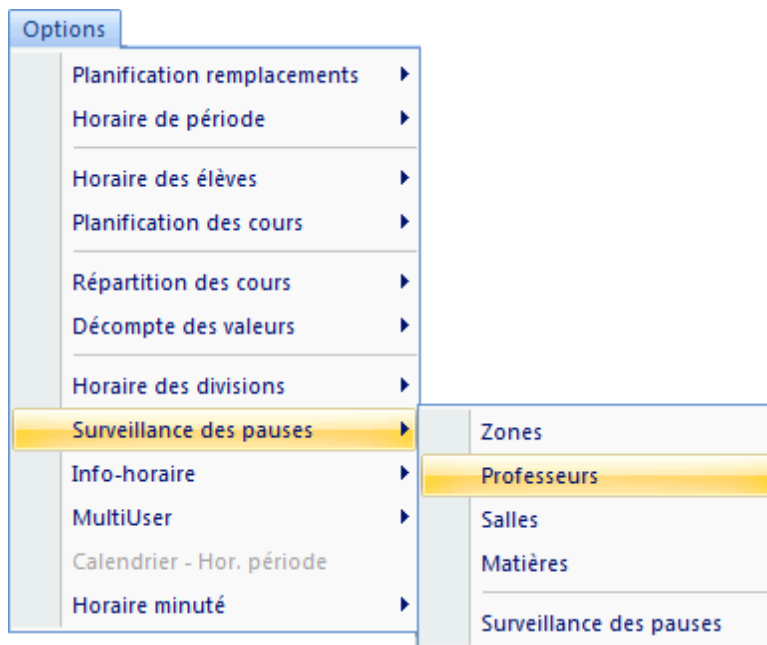 Options
Planification remplacements
Horaire de période
Horaire des élèves
Planification des cours
Répartition des cours
Décompte des valeurs
Horaire des divisions
Surveillance des pauses
Info-horaire
MultiUser
Calendrier - Hor. période
Horaire minuté
Zones
Professeurs
Salles
Matières
Surveillance des pauses